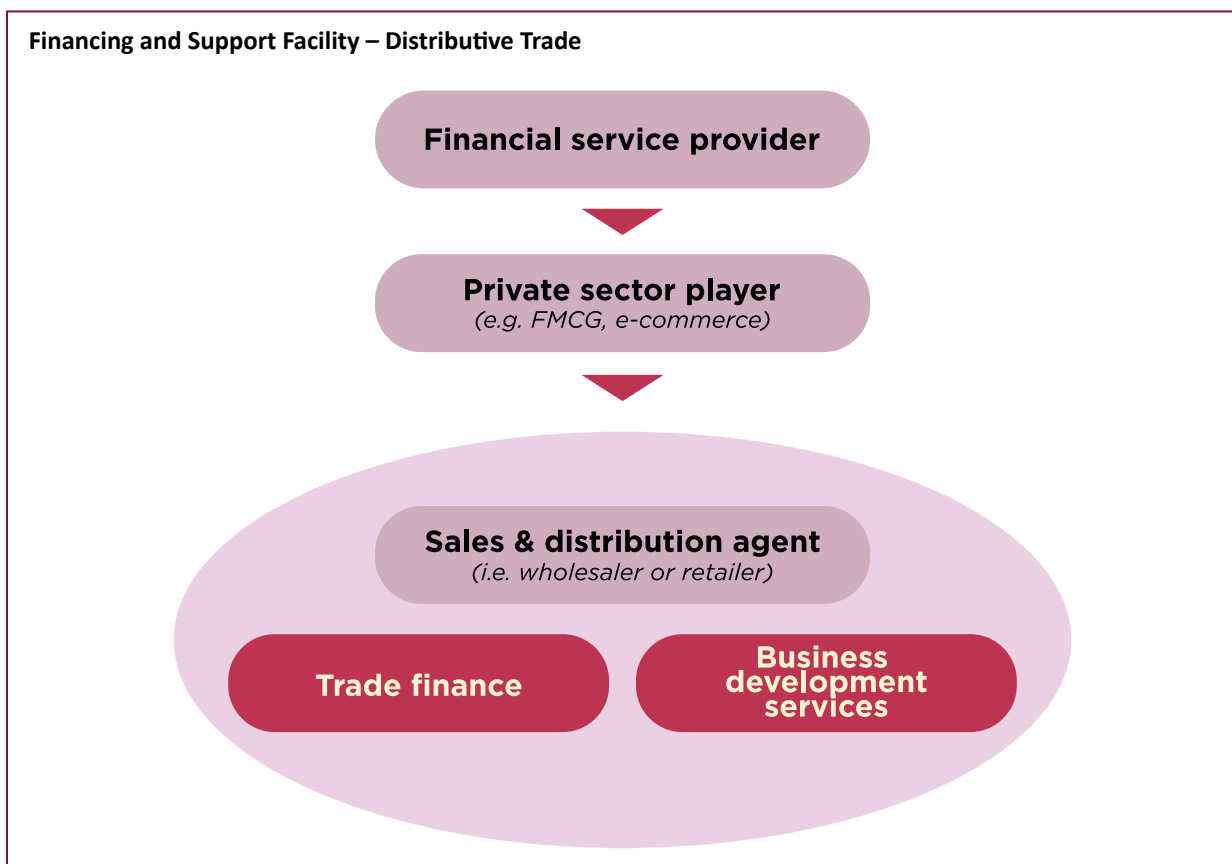 Financing and Support Facility – Distributive Trade
Financial service provider
Private sector player
(e.g. FMCG, e-commerce)
Sales & distribution agent
(i.e. wholesaler or retailer)
Trade finance
Business
development
services